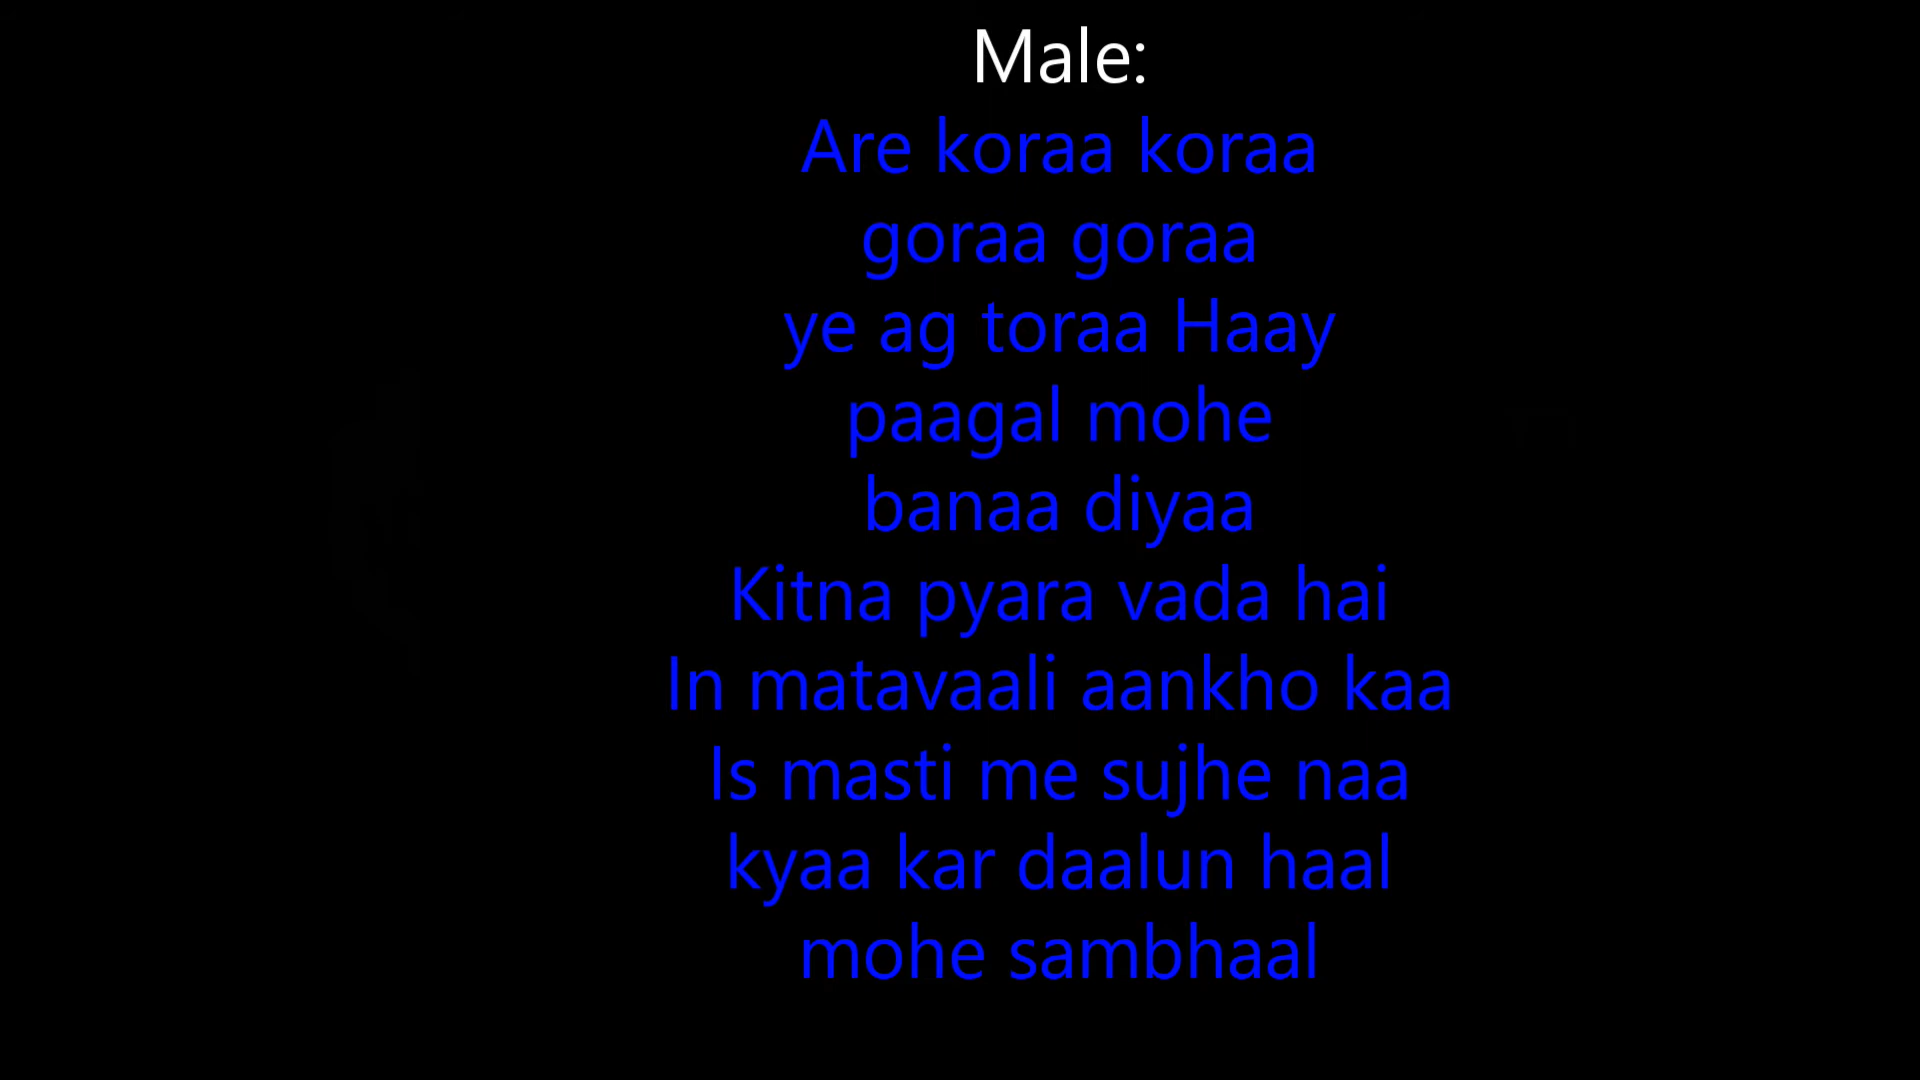 Male:
Are koraa koraa
goraa goraa
ye ag toraa Haay
paagal mohe
banaa diyaa
Kitna pyara vada hai
In matavaali aankho kaa
Is masti me sujhe naa
kyaa kar daalun haal
mohe sambhaal